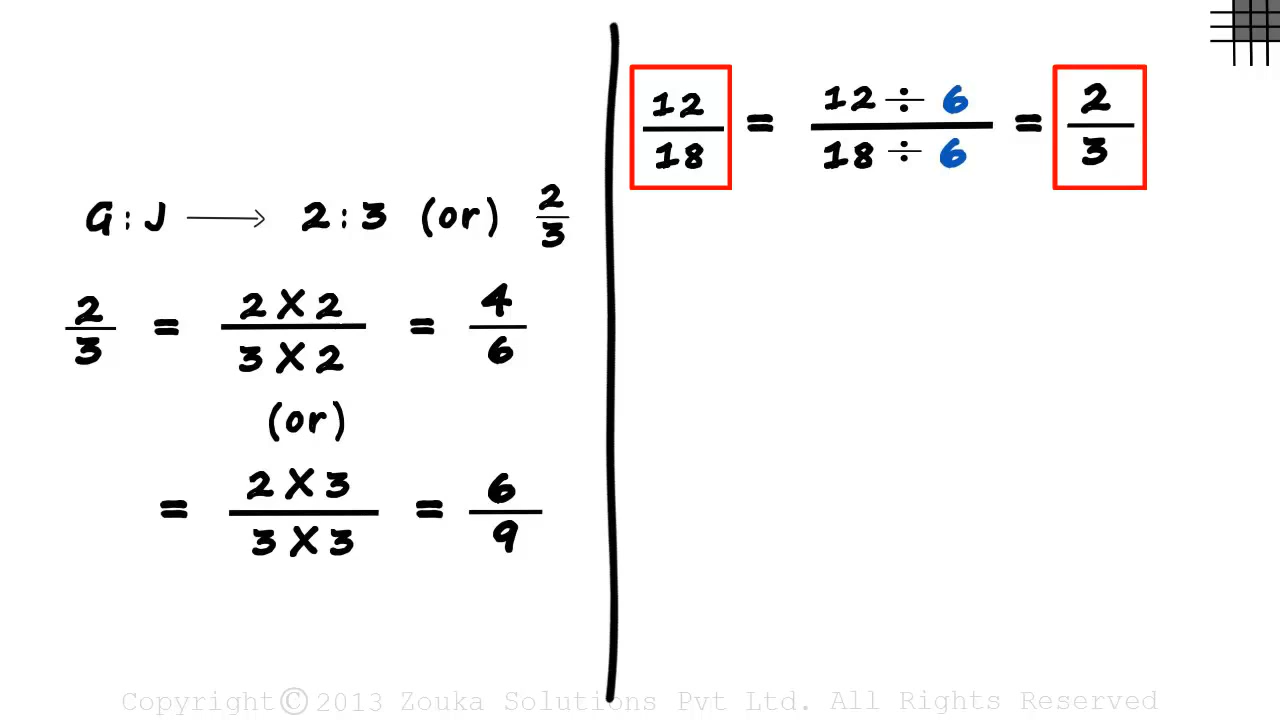 G : J ⟶ 2 : 3 (or) 2/3
2/3 = 2 X 2 / 3 X 2 = 4/6
(or)
= 2 X 3 / 3 X 3 = 6/9
12/18 = 12 ÷ 6 / 18 ÷ 6 = 2/3
Copyright © 2013 Zouka Solutions Pvt Ltd. All Rights Reserved